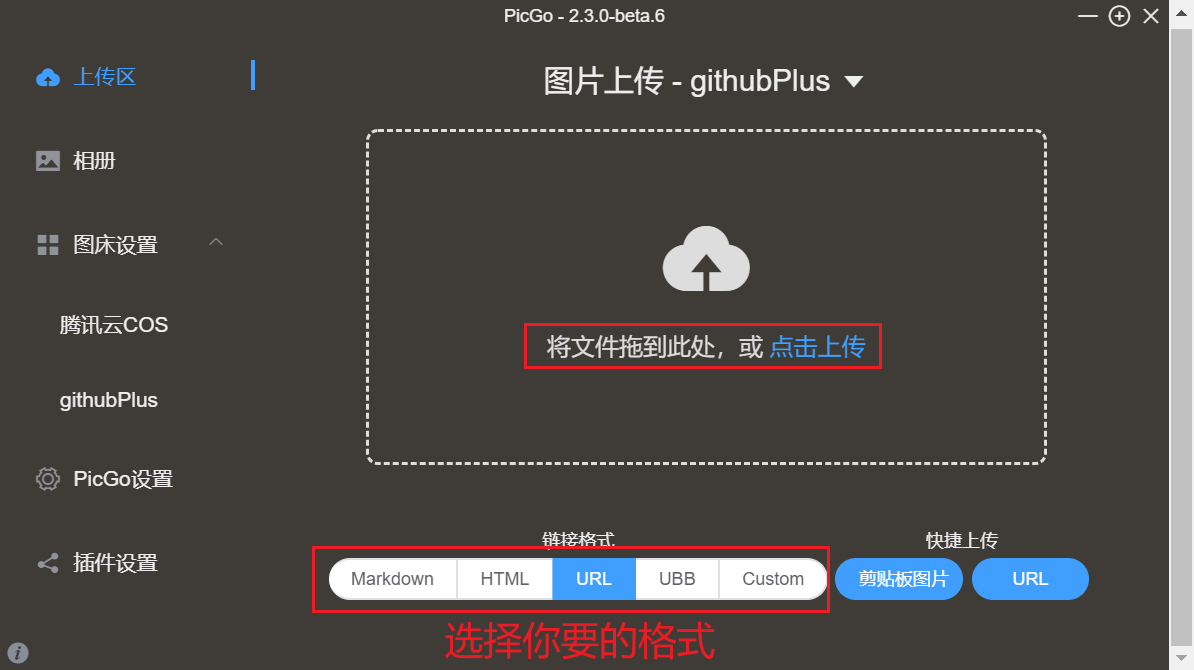 PicGo - 2.3.0-beta.6
上传区
图片上传 - githubPlus
相册
图床设置
腾讯云COS
githubPlus
PicGo设置
插件设置
将文件拖到此处，或 点击上传
链接格式
快捷上传
Markdown HTML URL UBB Custom
剪贴板图片 URL
选择你要的格式